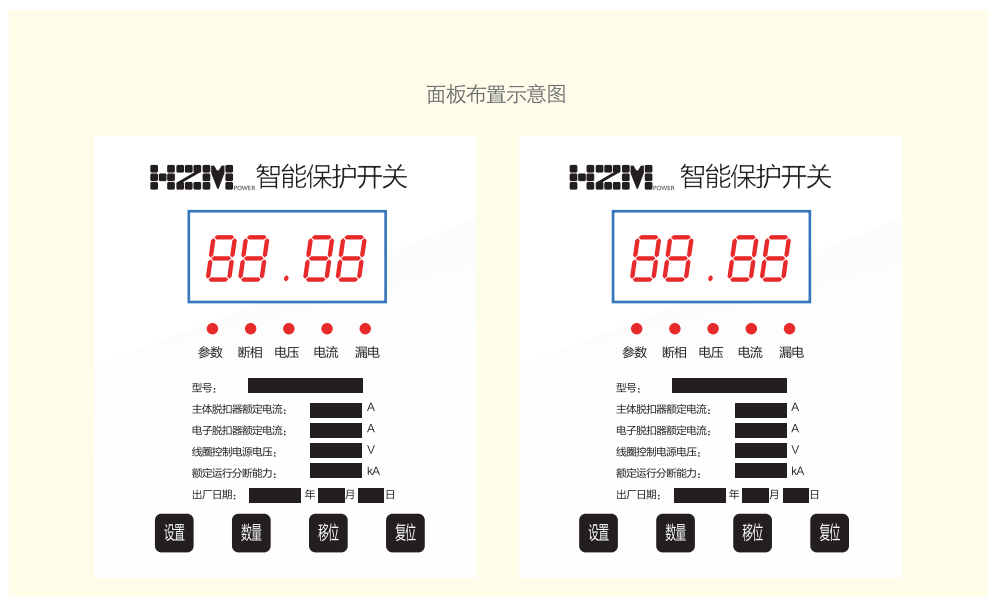 面板布置示意图
HZM POWER 智能保护开关
88.88
参数 断相 电压 电流 漏电
型号：
主体脱扣器额定电流： A
电子脱扣器额定电流： A
线圈控制电源电压： V
额定运行分断能力： kA
出厂日期： 年 月 日
设置 数量 移位 复位
HZM POWER 智能保护开关
88.88
参数 断相 电压 电流 漏电
型号：
主体脱扣器额定电流： A
电子脱扣器额定电流： A
线圈控制电源电压： V
额定运行分断能力： kA
出厂日期： 年 月 日
设置 数量 移位 复位